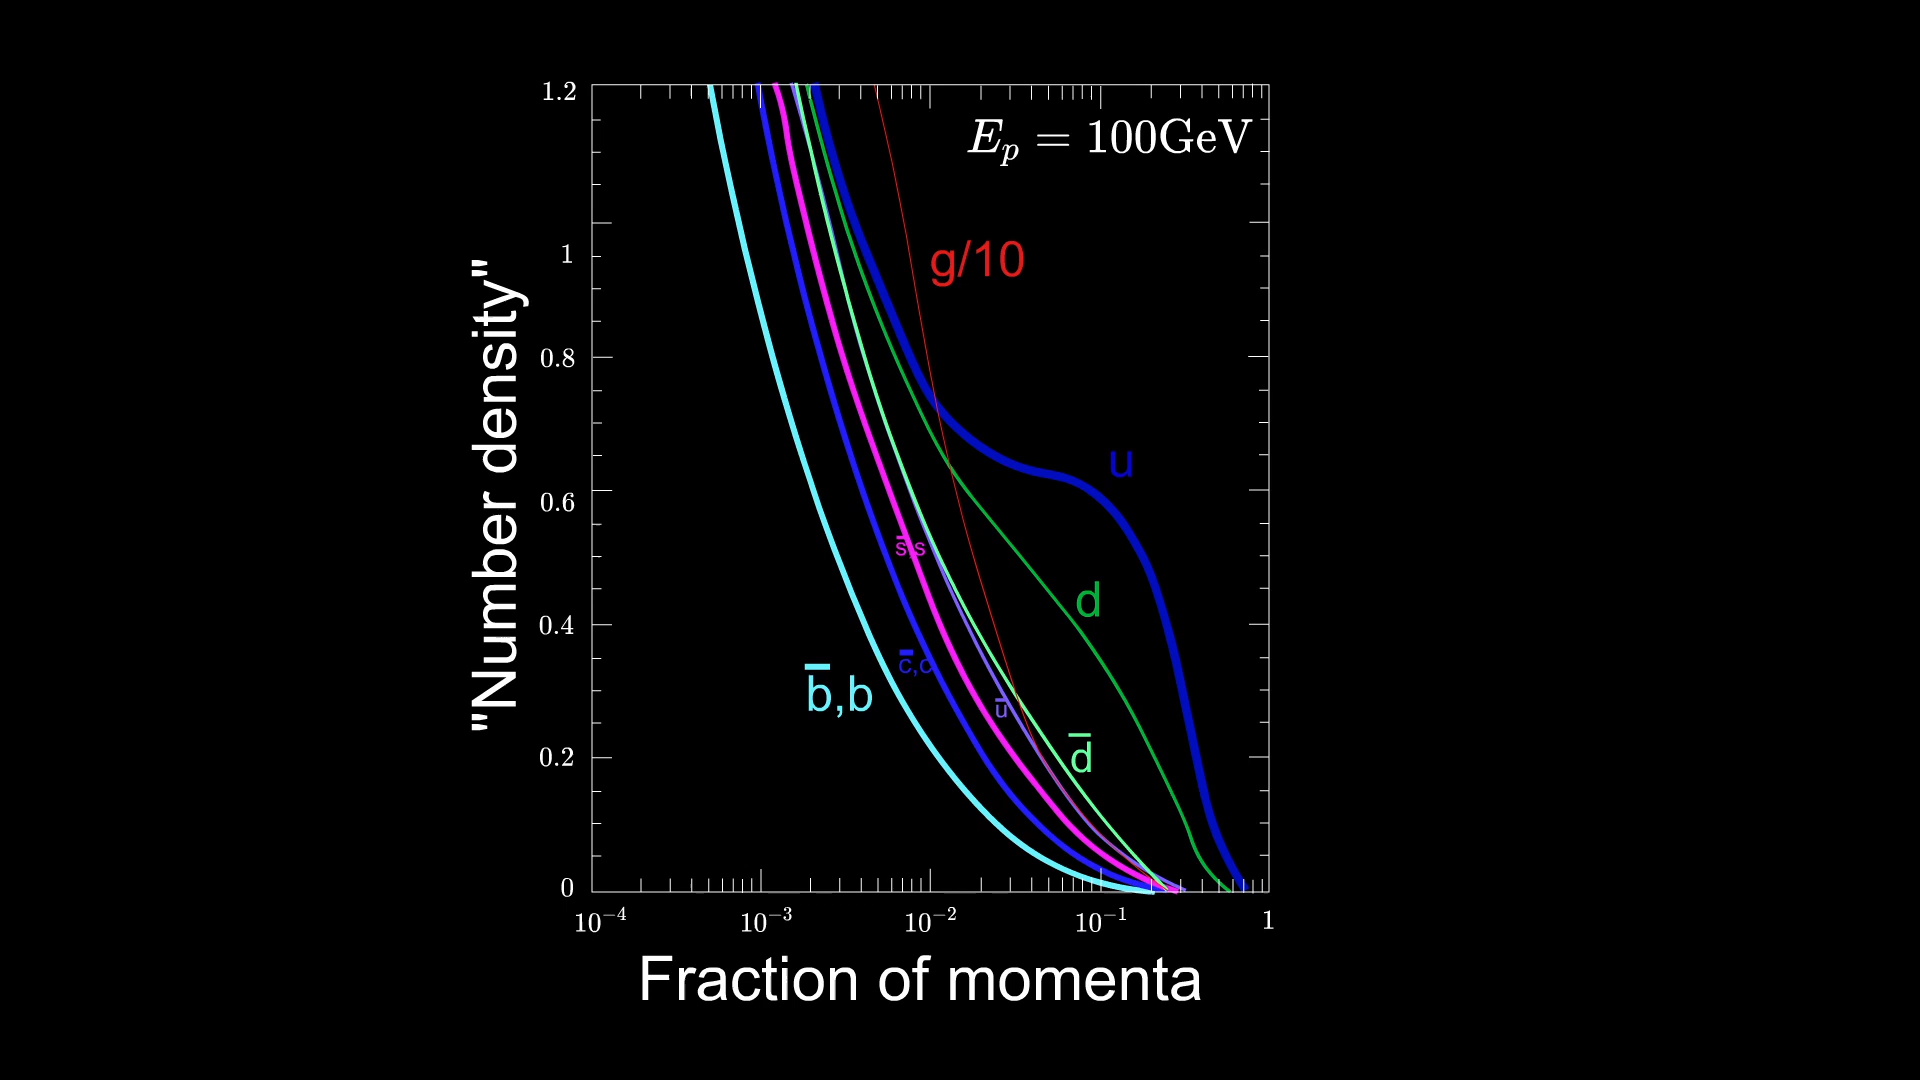 1.2
1
0.8
0.6
0.4
0.2
0
"Number density"
E_p = 100GeV
g/10
u
d
s̄,s
c̄,c
b̄,b
ū
d̄
10⁻⁴ 10⁻³ 10⁻² 10⁻¹ 1
Fraction of momenta